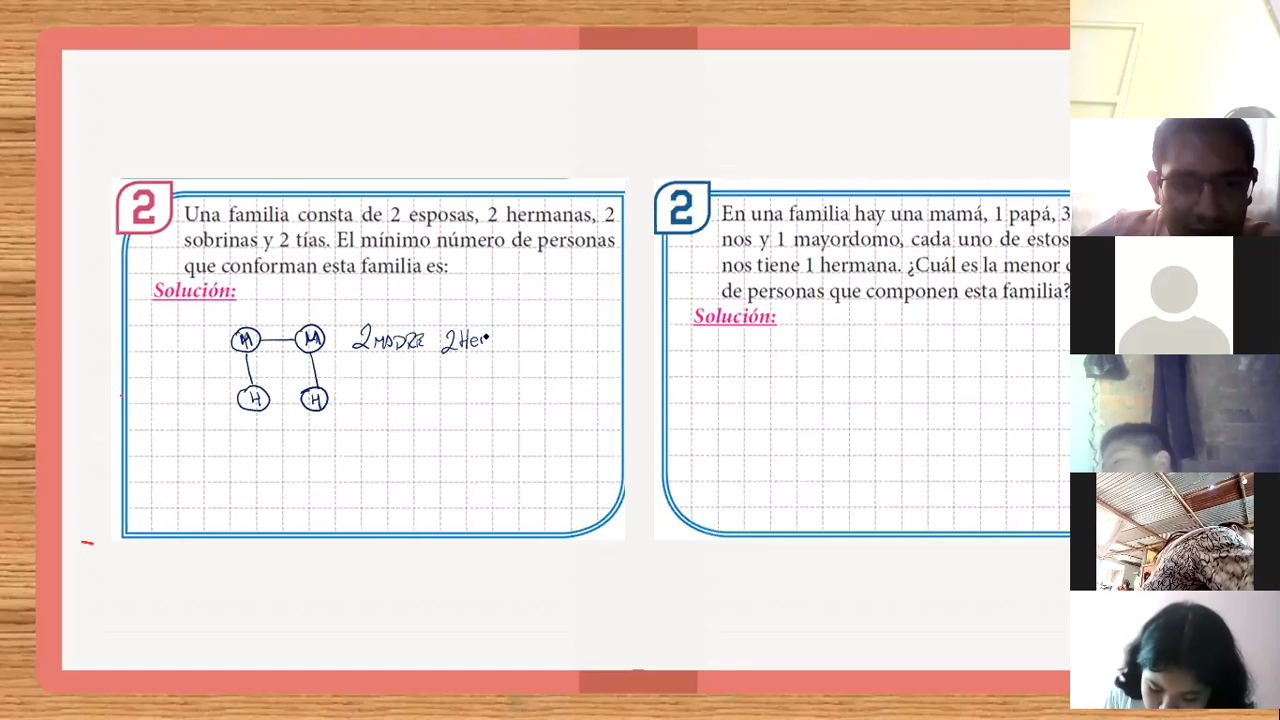 2
Una familia consta de 2 esposas, 2 hermanas, 2
sobrinas y 2 tías. El mínimo número de personas
que conforman esta familia es:
Solución:
M M 2 MADRE 2 Her
H H
2
En una familia hay una mamá, 1 papá, 3
nos y 1 mayordomo, cada uno de estos
nos tiene 1 hermana. ¿Cuál es la menor
de personas que componen esta familia?
Solución: